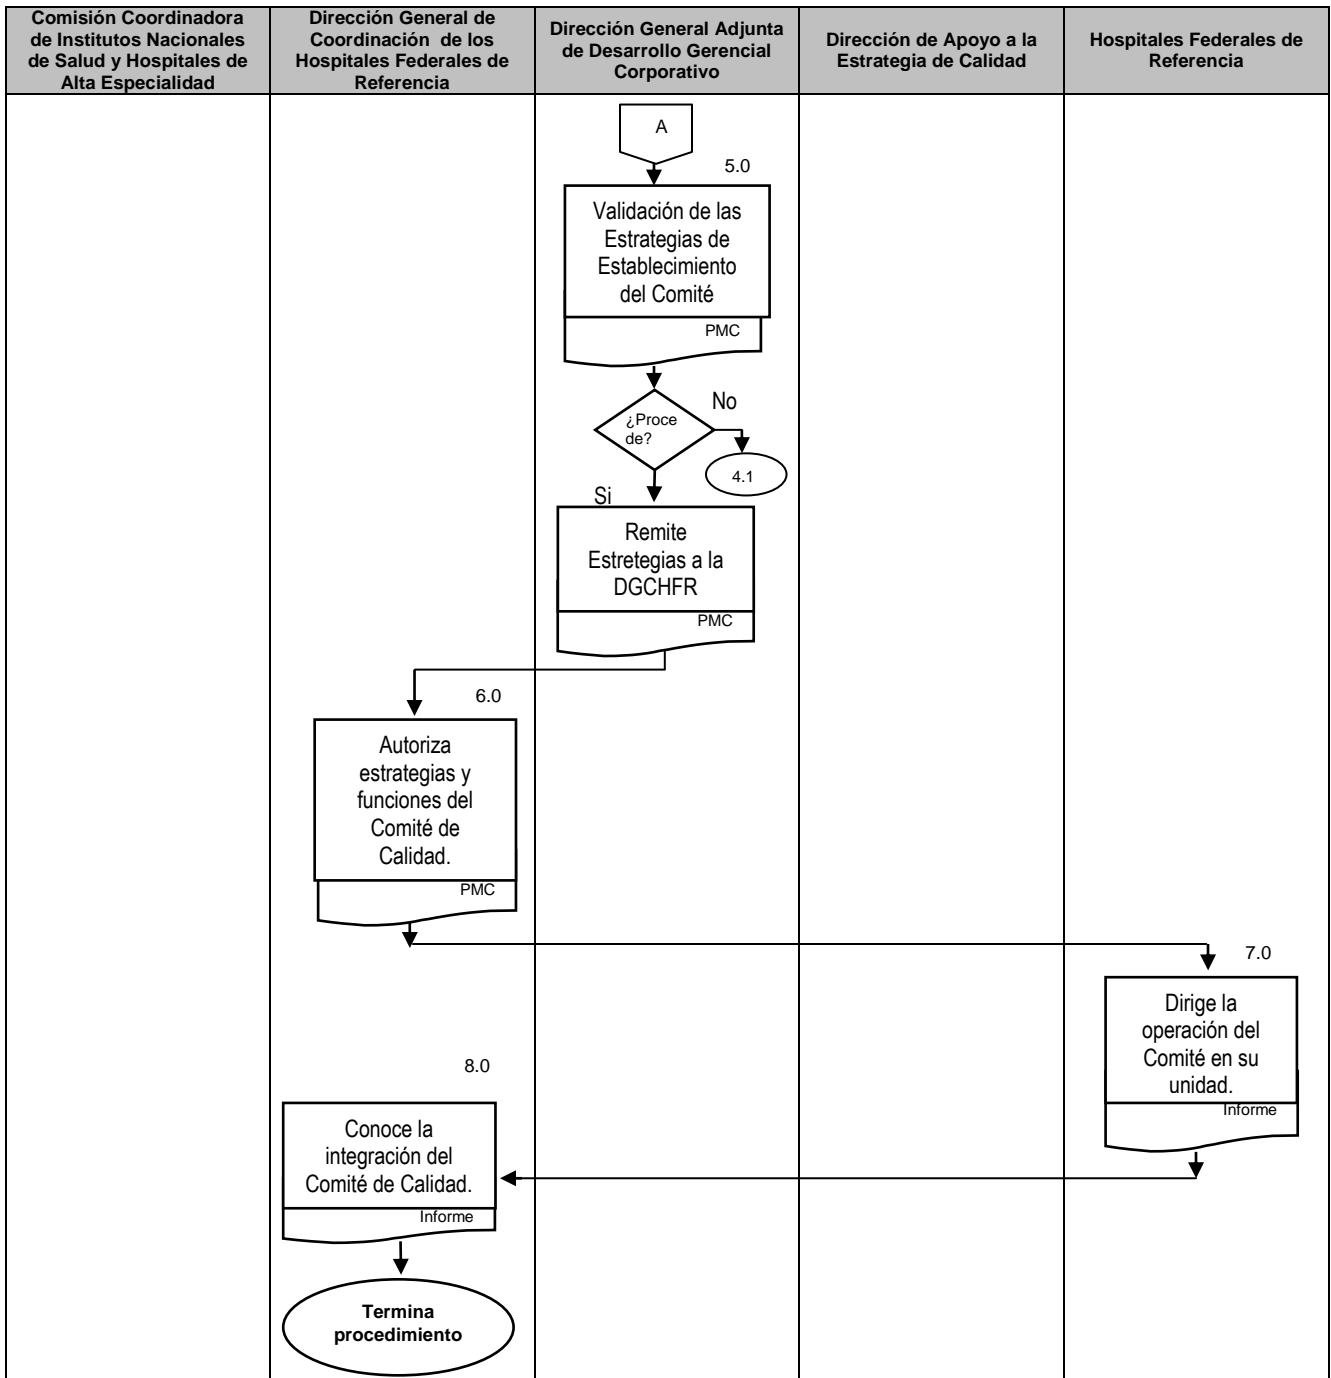 Comisión Coordinadora
de Institutos Nacionales
de Salud y Hospitales de
Alta Especialidad
Dirección General de
Coordinación de los
Hospitales Federales de
Referencia
Dirección General Adjunta
de Desarrollo Gerencial
Corporativo
Dirección de Apoyo a la
Estrategia de Calidad
Hospitales Federales de
Referencia
A
5.0
Validación de las
Estrategias de
Establecimiento
del Comité
PMC
¿Proce
de?
No
4.1
Si
Remite
Estretegias a la
DGCHFR
PMC
6.0
Autoriza
estrategias y
funciones del
Comité de
Calidad.
PMC
7.0
Dirige la
operación del
Comité en su
unidad.
Informe
8.0
Conoce la
integración del
Comité de Calidad.
Informe
Termina
procedimiento